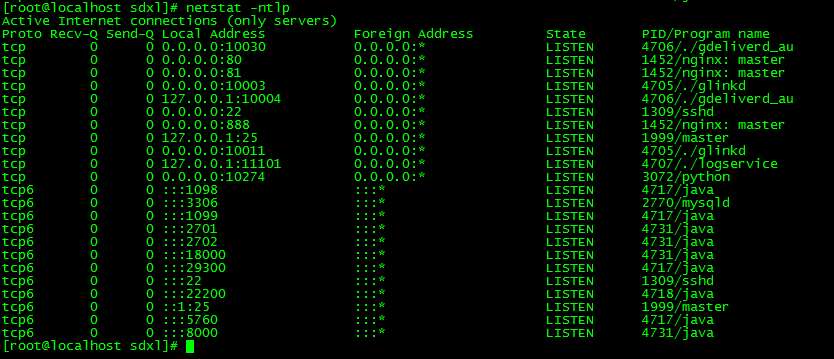 [root@localhost sdxl]# netstat -ntlp
Active Internet connections (only servers)
Proto Recv-Q Send-Q Local Address           Foreign Address         State       PID/Program name
tcp        0      0 0.0.0.0:10030           0.0.0.0:*               LISTEN      4706/./gdeliverd_au
tcp        0      0 0.0.0.0:80              0.0.0.0:*               LISTEN      1452/nginx: master
tcp        0      0 0.0.0.0:81              0.0.0.0:*               LISTEN      1452/nginx: master
tcp        0      0 0.0.0.0:10003           0.0.0.0:*               LISTEN      4705/./glinkd
tcp        0      0 127.0.0.1:10004         0.0.0.0:*               LISTEN      4706/./gdeliverd_au
tcp        0      0 0.0.0.0:22              0.0.0.0:*               LISTEN      1309/sshd
tcp        0      0 0.0.0.0:888             0.0.0.0:*               LISTEN      1452/nginx: master
tcp        0      0 127.0.0.1:25            0.0.0.0:*               LISTEN      1999/master
tcp        0      0 0.0.0.0:10011           0.0.0.0:*               LISTEN      4705/./glinkd
tcp        0      0 127.0.0.1:11101         0.0.0.0:*               LISTEN      4707/./logservice
tcp        0      0 0.0.0.0:10274           0.0.0.0:*               LISTEN      3072/python
tcp6       0      0 :::1098                 :::*                    LISTEN      4717/java
tcp6       0      0 :::3306                 :::*                    LISTEN      2770/mysqld
tcp6       0      0 :::1099                 :::*                    LISTEN      4717/java
tcp6       0      0 :::2701                 :::*                    LISTEN      4731/java
tcp6       0      0 :::2702                 :::*                    LISTEN      4731/java
tcp6       0      0 :::18000                :::*                    LISTEN      4731/java
tcp6       0      0 :::29300                :::*                    LISTEN      4717/java
tcp6       0      0 :::22                   :::*                    LISTEN      1309/sshd
tcp6       0      0 :::22200                :::*                    LISTEN      4718/java
tcp6       0      0 ::1:25                  :::*                    LISTEN      1999/master
tcp6       0      0 :::5760                 :::*                    LISTEN      4717/java
tcp6       0      0 :::8000                 :::*                    LISTEN      4731/java
[root@localhost sdxl]#